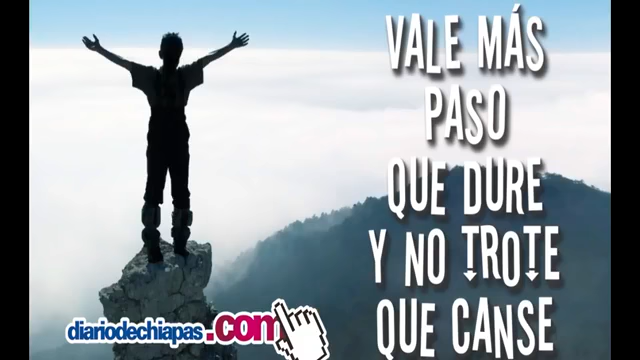 VALE MÁS
PASO
QUE DURE
Y NO TROTE
QUE CANSE
diariodechiapas.com